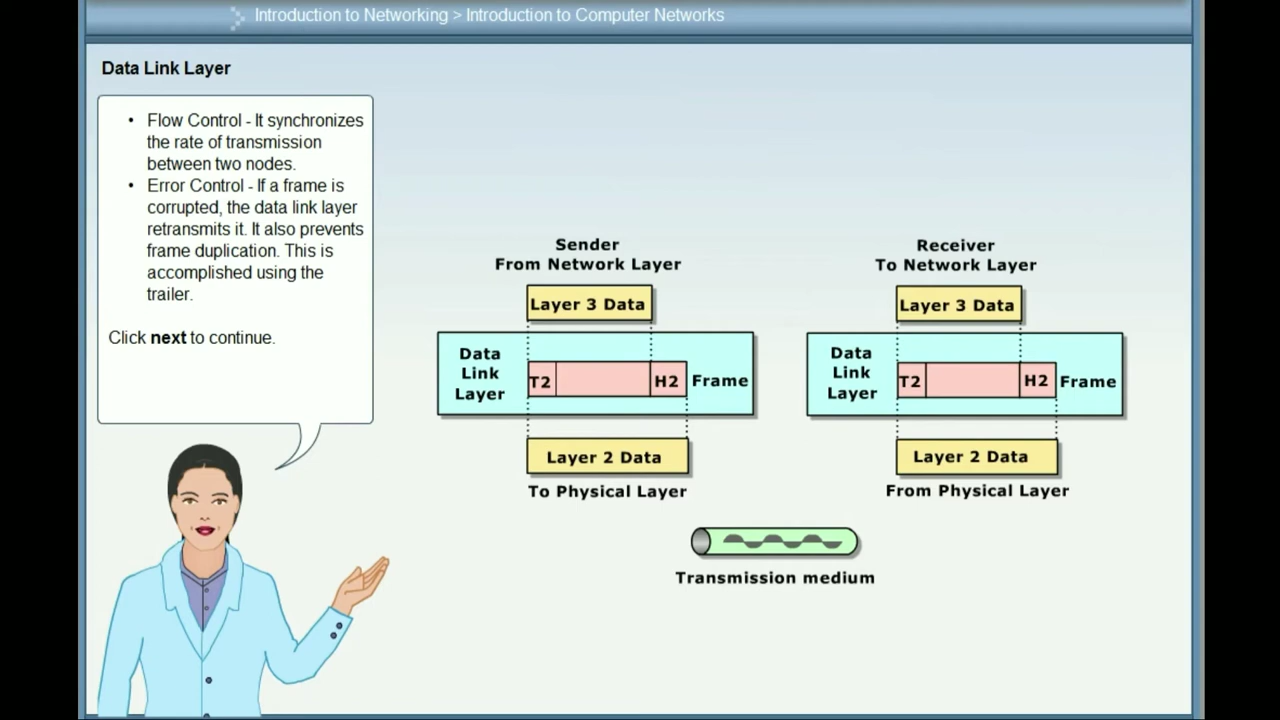 Introduction to Networking > Introduction to Computer Networks
Data Link Layer
• Flow Control - It synchronizes
the rate of transmission
between two nodes.
• Error Control - If a frame is
corrupted, the data link layer
retransmits it. It also prevents
frame duplication. This is
accomplished using the
trailer.
Click next to continue.
Sender
From Network Layer
Layer 3 Data
Data
Link
Layer
T2
H2
Frame
Layer 2 Data
To Physical Layer
Receiver
To Network Layer
Layer 3 Data
Data
Link
Layer
T2
H2
Frame
Layer 2 Data
From Physical Layer
Transmission medium